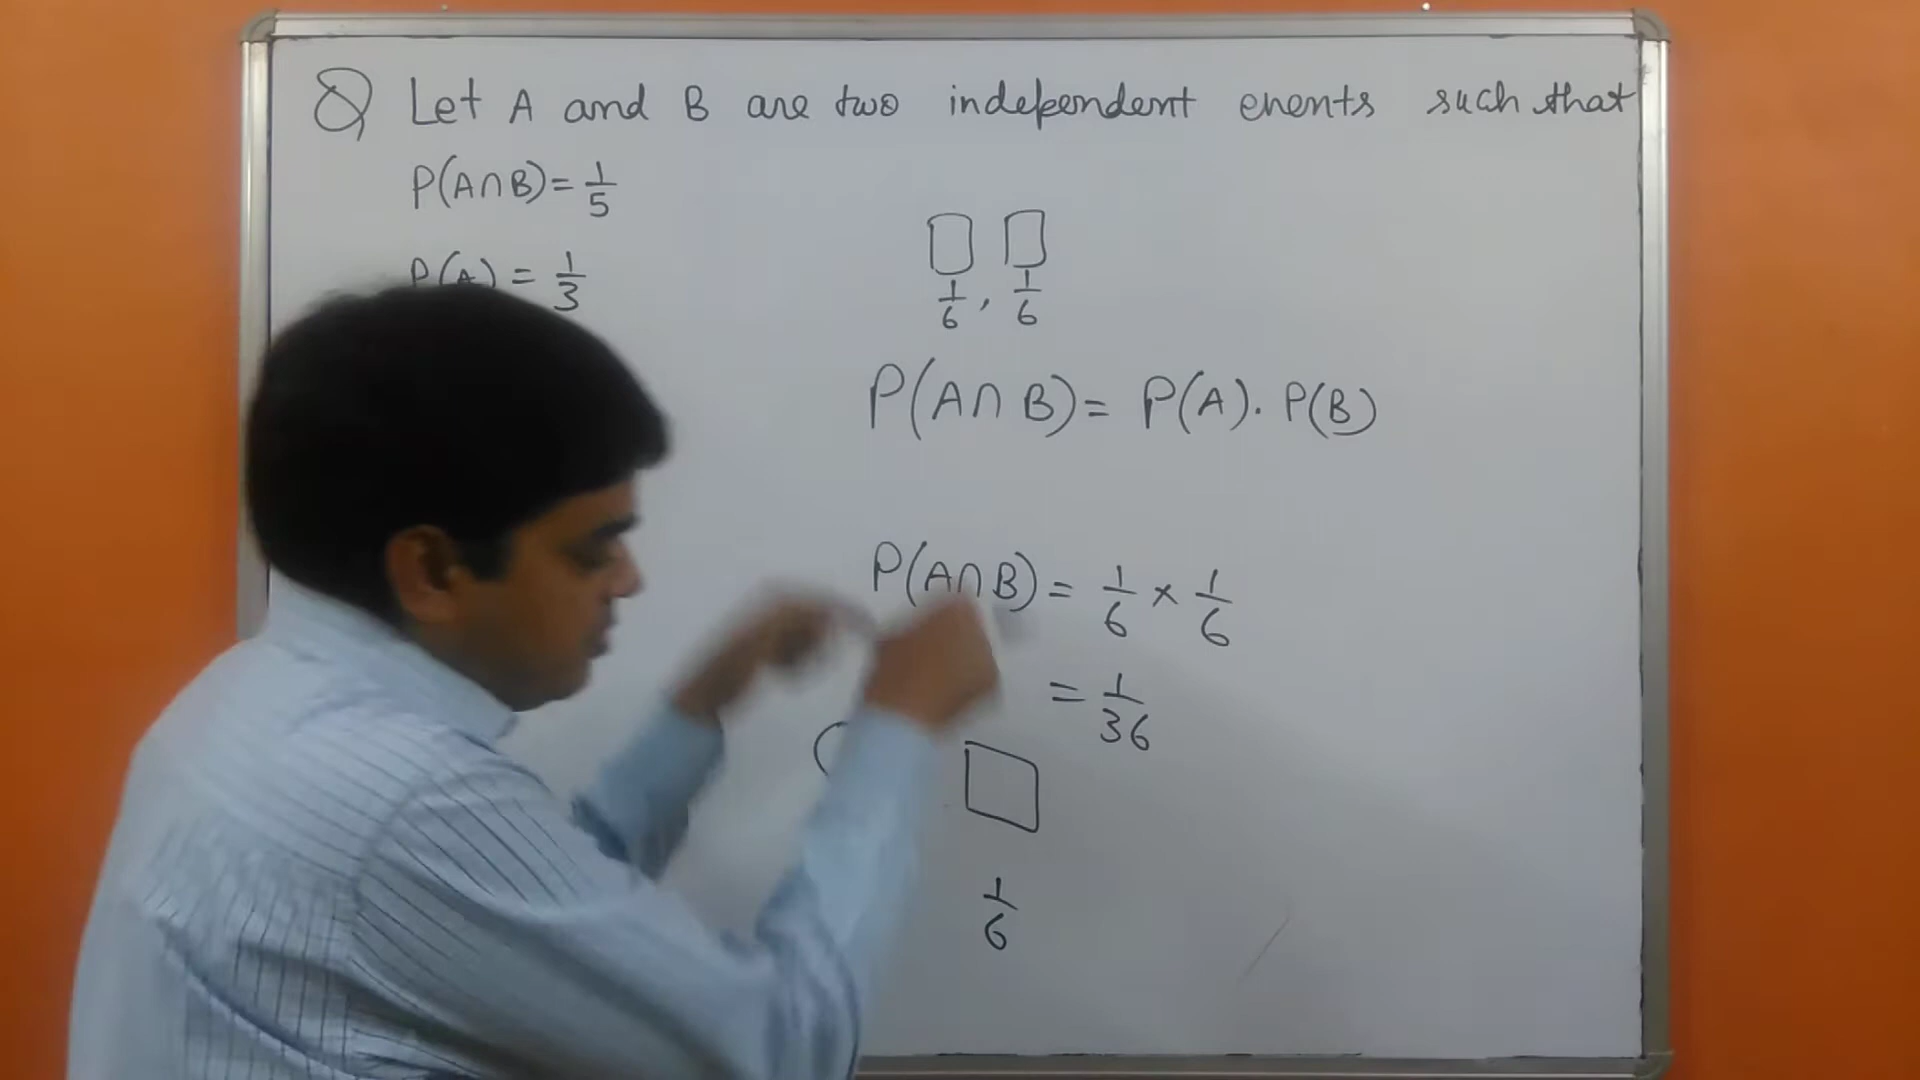 Q Let A and B are two independent events such that
P(A∩B) = 1/5
P(A) = 1/3
1/6, 1/6
P(A∩B) = P(A). P(B)
P(A∩B) = 1/6 × 1/6
= 1/36
1/6